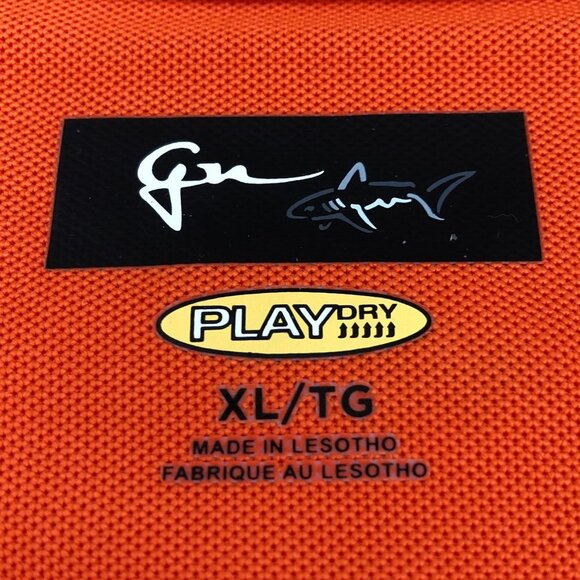 PLAYDRY
XL/TG
MADE IN LESOTHO
FABRIQUE AU LESOTHO